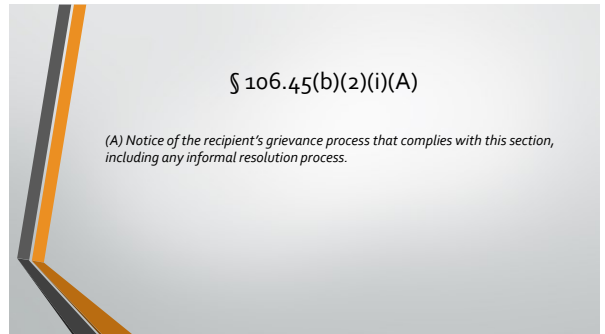 § 106.45(b)(2)(i)(A)
(A) Notice of the recipient’s grievance process that complies with this section,
including any informal resolution process.